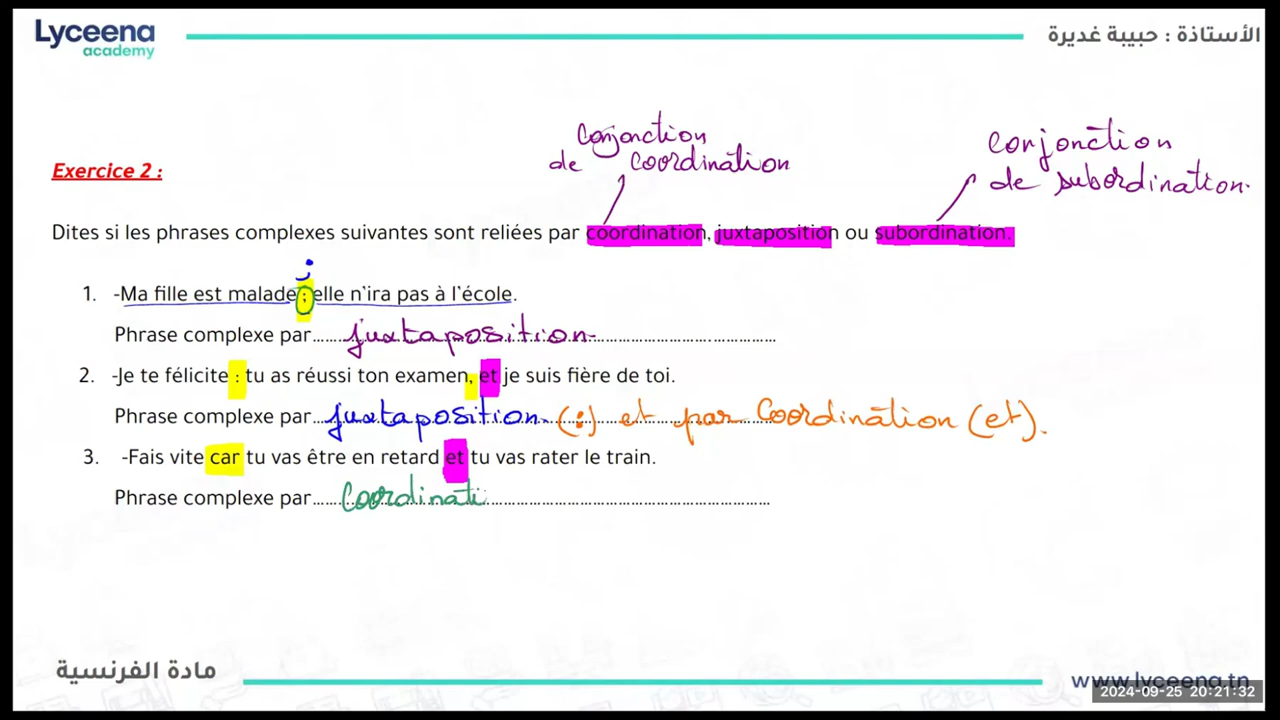 Lyceena
academy
الأستاذة : حبيبة غديرة
conjonction
de coordination
conjonction
de subordination.
Exercice 2 :
Dites si les phrases complexes suivantes sont reliées par coordination, juxtaposition ou subordination.
1. -Ma fille est malade ; elle n'ira pas à l'école.
Phrase complexe par...... juxtaposition.................................
2. -Je te félicite : tu as réussi ton examen, et je suis fière de toi.
Phrase complexe par...juxtaposition. (:) et par Coordination (et).
3. -Fais vite car tu vas être en retard et tu vas rater le train.
Phrase complexe par......Coordinati.................................................
مادة الفرنسية
www.lyceena.tn
2024-09-25 20:21:32